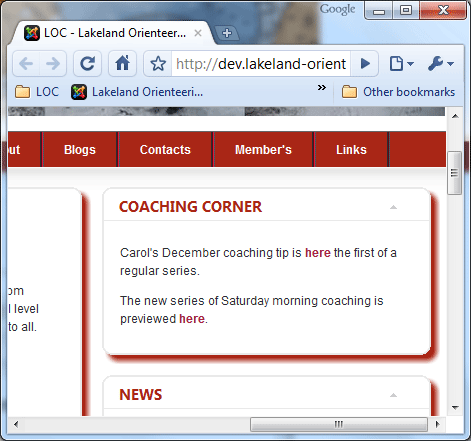 Google
LOC - Lakeland Orienteer...
http://dev.lakeland-orient
LOC
Lakeland Orienteeri...
»
Other bookmarks
ut
Blogs
Contacts
Member's
Links
COACHING CORNER
Carol's December coaching tip is here the first of a
regular series.
The new series of Saturday morning coaching is
previewed here.
om
l level
to all.
NEWS